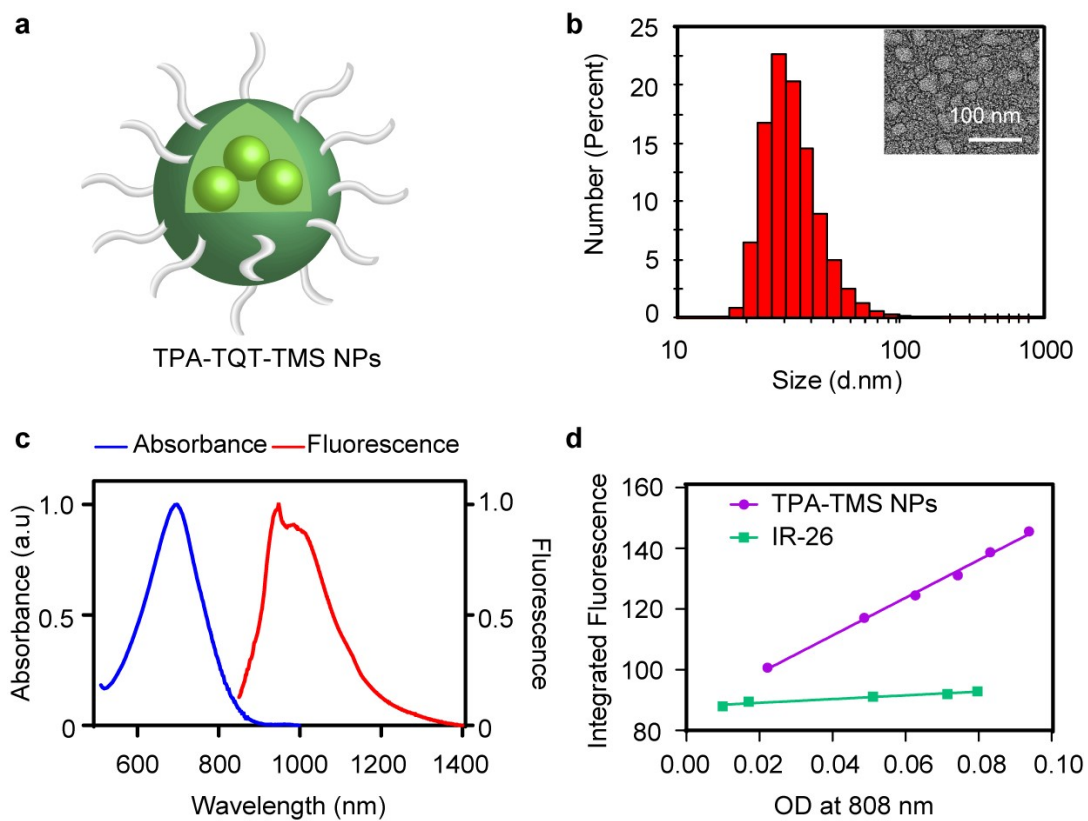 a
TPA-TQT-TMS NPs
b
Number (Percent)
25
20
15
10
5
0
100 nm
10
100
1000
Size (d.nm)
c
Absorbance
Fluorescence
Absorbance (a.u)
1.0
0.5
0
1.0
0.5
0
Fluorescence
600
800
1000
1200
1400
Wavelength (nm)
d
Integrated Fluorescence
160
140
120
100
80
TPA-TMS NPs
IR-26
0.00
0.02
0.04
0.06
0.08
0.10
OD at 808 nm